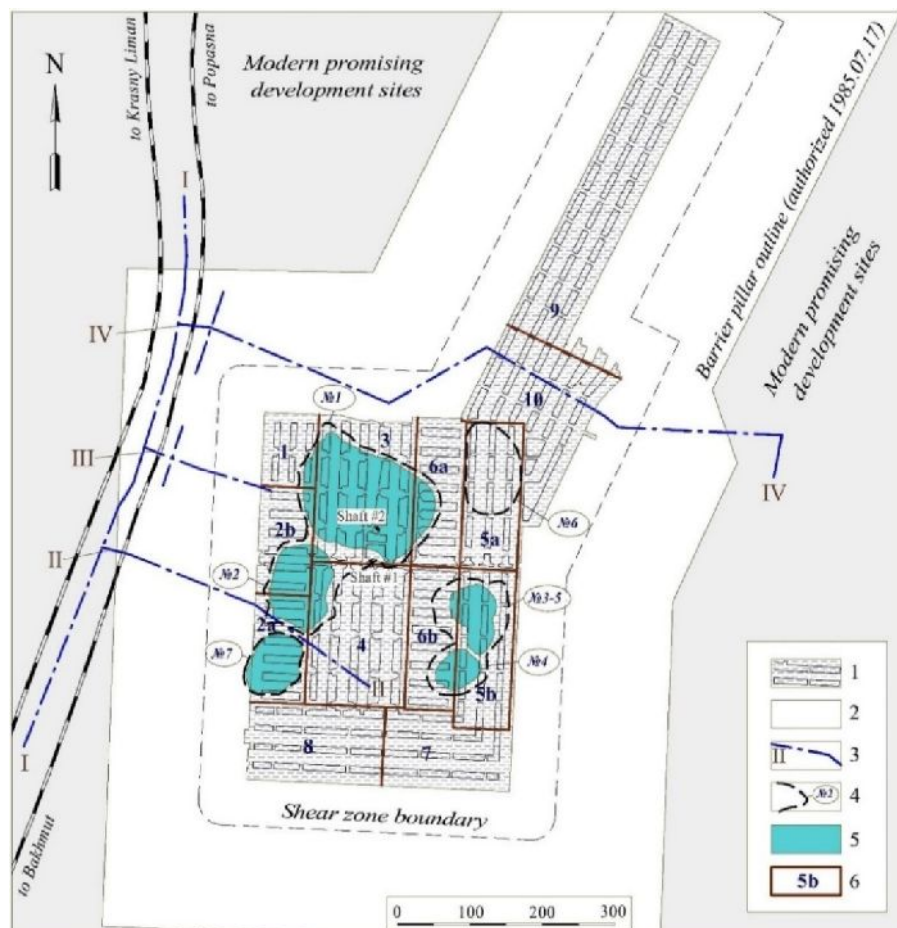 to Krasny Liman
to Popasna
Modern promising
development sites
N
Barrier pillar outline (authorized 1985.07.17)
Modern promising
development sites
I
IV
9
10
№1
3
1
6a
III
Shaft #2
№6
2b
5a
II
Shaft #1
№2
№3-5
2a
6b
№7
4
№4
II
5b
IV
IV
I
8
7
Shear zone boundary
to Bakhmut
1
2
II
3
№2
4
5
5b
6
0
100
200
300